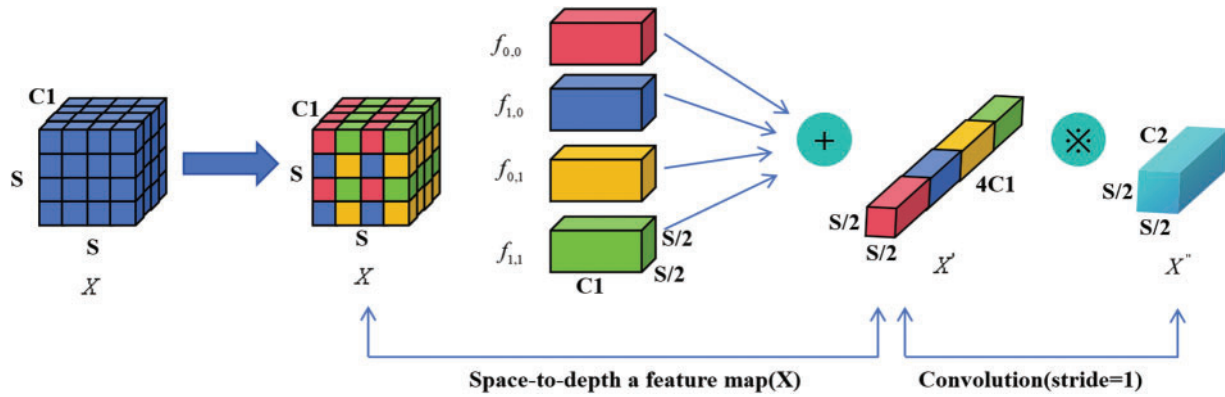 C1
S
S
X
C1
S
S
X
f0,0
f1,0
f0,1
f1,1
C1
S/2
S/2
+
4C1
S/2
S/2
X'
※
C2
S/2
S/2
X"
Space-to-depth a feature map(X)
Convolution(stride=1)